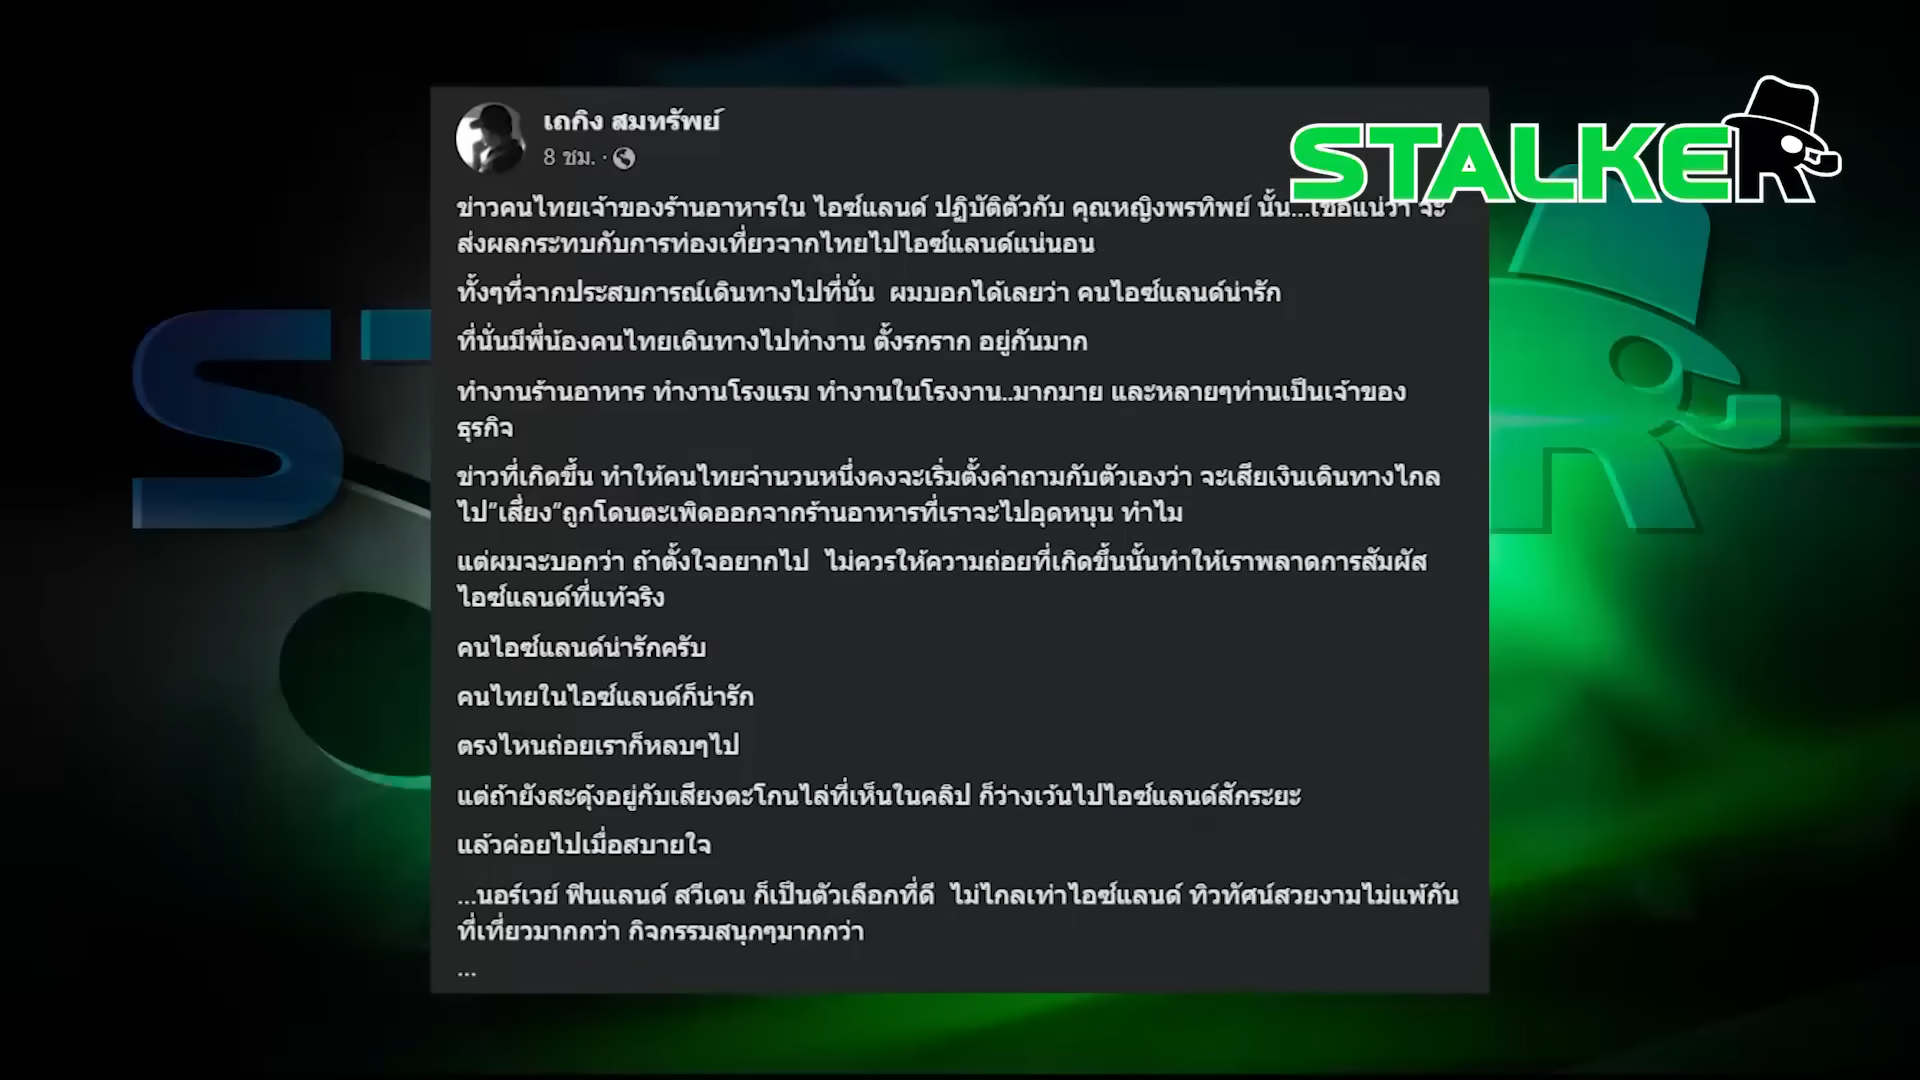 STALKER
เถกิง สมทรัพย์
8 ชม. ·
ข่าวคนไทยเจ้าของร้านอาหารใน ไอซ์แลนด์ ปฏิบัติตัวกับ คุณหญิงพรทิพย์ นั้น...เชื่อแน่ว่า จะ
ส่งผลกระทบกับการท่องเที่ยวจากไทยไปไอซ์แลนด์แน่นอน
ทั้งๆที่จากประสบการณ์เดินทางไปที่นั่น ผมบอกได้เลยว่า คนไอซ์แลนด์น่ารัก
ที่นั่นมีพี่น้องคนไทยเดินทางไปทำงาน ตั้งรกราก อยู่กันมาก
ทำงานร้านอาหาร ทำงานโรงแรม ทำงานในโรงงาน..มากมาย และหลายๆท่านเป็นเจ้าของ
ธุรกิจ
ข่าวที่เกิดขึ้น ทำให้คนไทยจำนวนหนึ่งคงจะเริ่มตั้งคำถามกับตัวเองว่า จะเสียเงินเดินทางไกล
ไป"เสี่ยง"ถูกโดนตะเพิดออกจากร้านอาหารที่เราจะไปอุดหนุน ทำไม
แต่ผมจะบอกว่า ถ้าตั้งใจอยากไป ไม่ควรให้ความถ่อยที่เกิดขึ้นนั้นทำให้เราพลาดการสัมผัส
ไอซ์แลนด์ที่แท้จริง
คนไอซ์แลนด์น่ารักครับ
คนไทยในไอซ์แลนด์ก็น่ารัก
ตรงไหนถ่อยเราก็หลบๆไป
แต่ถ้ายังสะดุ้งอยู่กับเสียงตะโกนไล่ที่เห็นในคลิป ก็ว่างเว้นไปไอซ์แลนด์สักระยะ
แล้วค่อยไปเมื่อสบายใจ
...นอร์เวย์ ฟินแลนด์ สวีเดน ก็เป็นตัวเลือกที่ดี ไม่ไกลเท่าไอซ์แลนด์ ทิวทัศน์สวยงามไม่แพ้กัน
ที่เที่ยวมากกว่า กิจกรรมสนุกๆมากกว่า
...